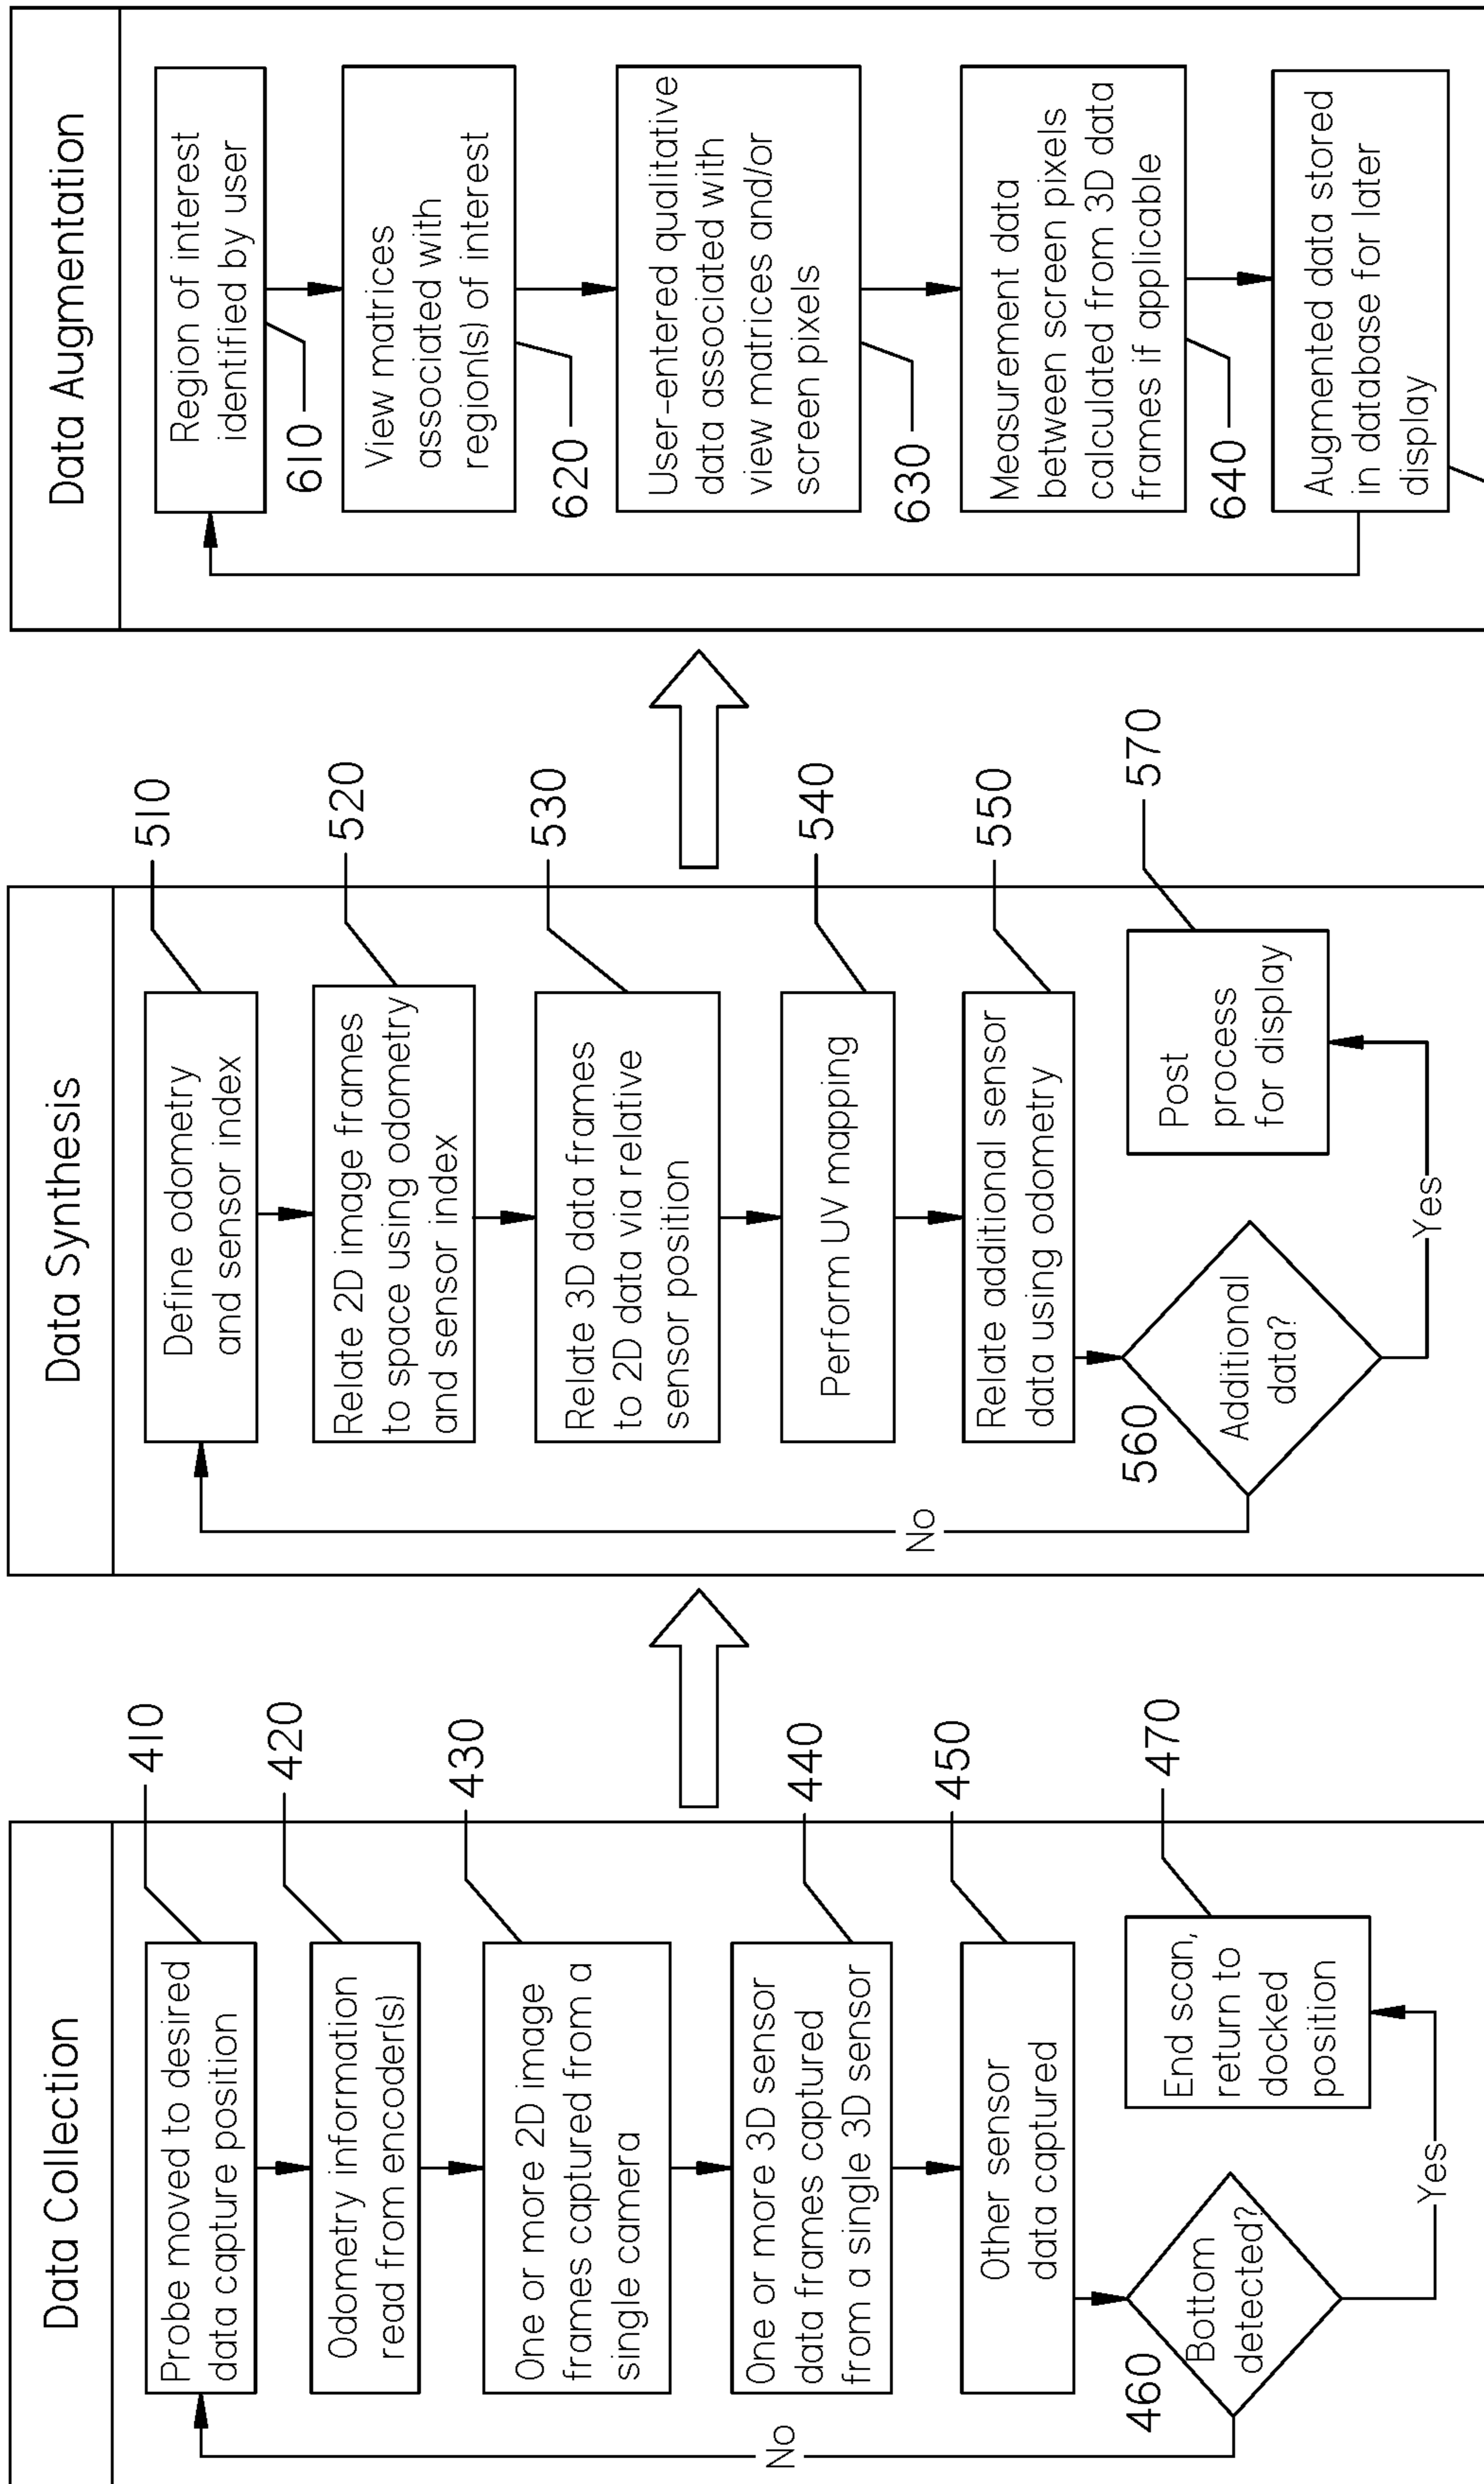 Data Collection
Probe moved to desired
data capture position
410
Odometry information
read from encoder(s)
420
One or more 2D image
frames captured from a
single camera
430
One or more 3D sensor
data frames captured
from a single 3D sensor
440
Other sensor
data captured
450
Bottom
detected?
460
No
Yes
End scan,
return to
docked
position
470
Data Synthesis
Define odometry
and sensor index
510
Relate 2D image frames
to space using odometry
and sensor index
520
Relate 3D data frames
to 2D data via relative
sensor position
530
Perform UV mapping
540
Relate additional sensor
data using odometry
550
Additional
data?
560
No
Yes
Post
process
for display
570
Data Augmentation
Region of interest
identified by user
610
View matrices
associated with
region(s) of interest
620
User-entered qualitative
data associated with
view matrices and/or
screen pixels
630
Measurement data
between screen pixels
calculated from 3D data
frames if applicable
640
Augmented data stored
in database for later
display